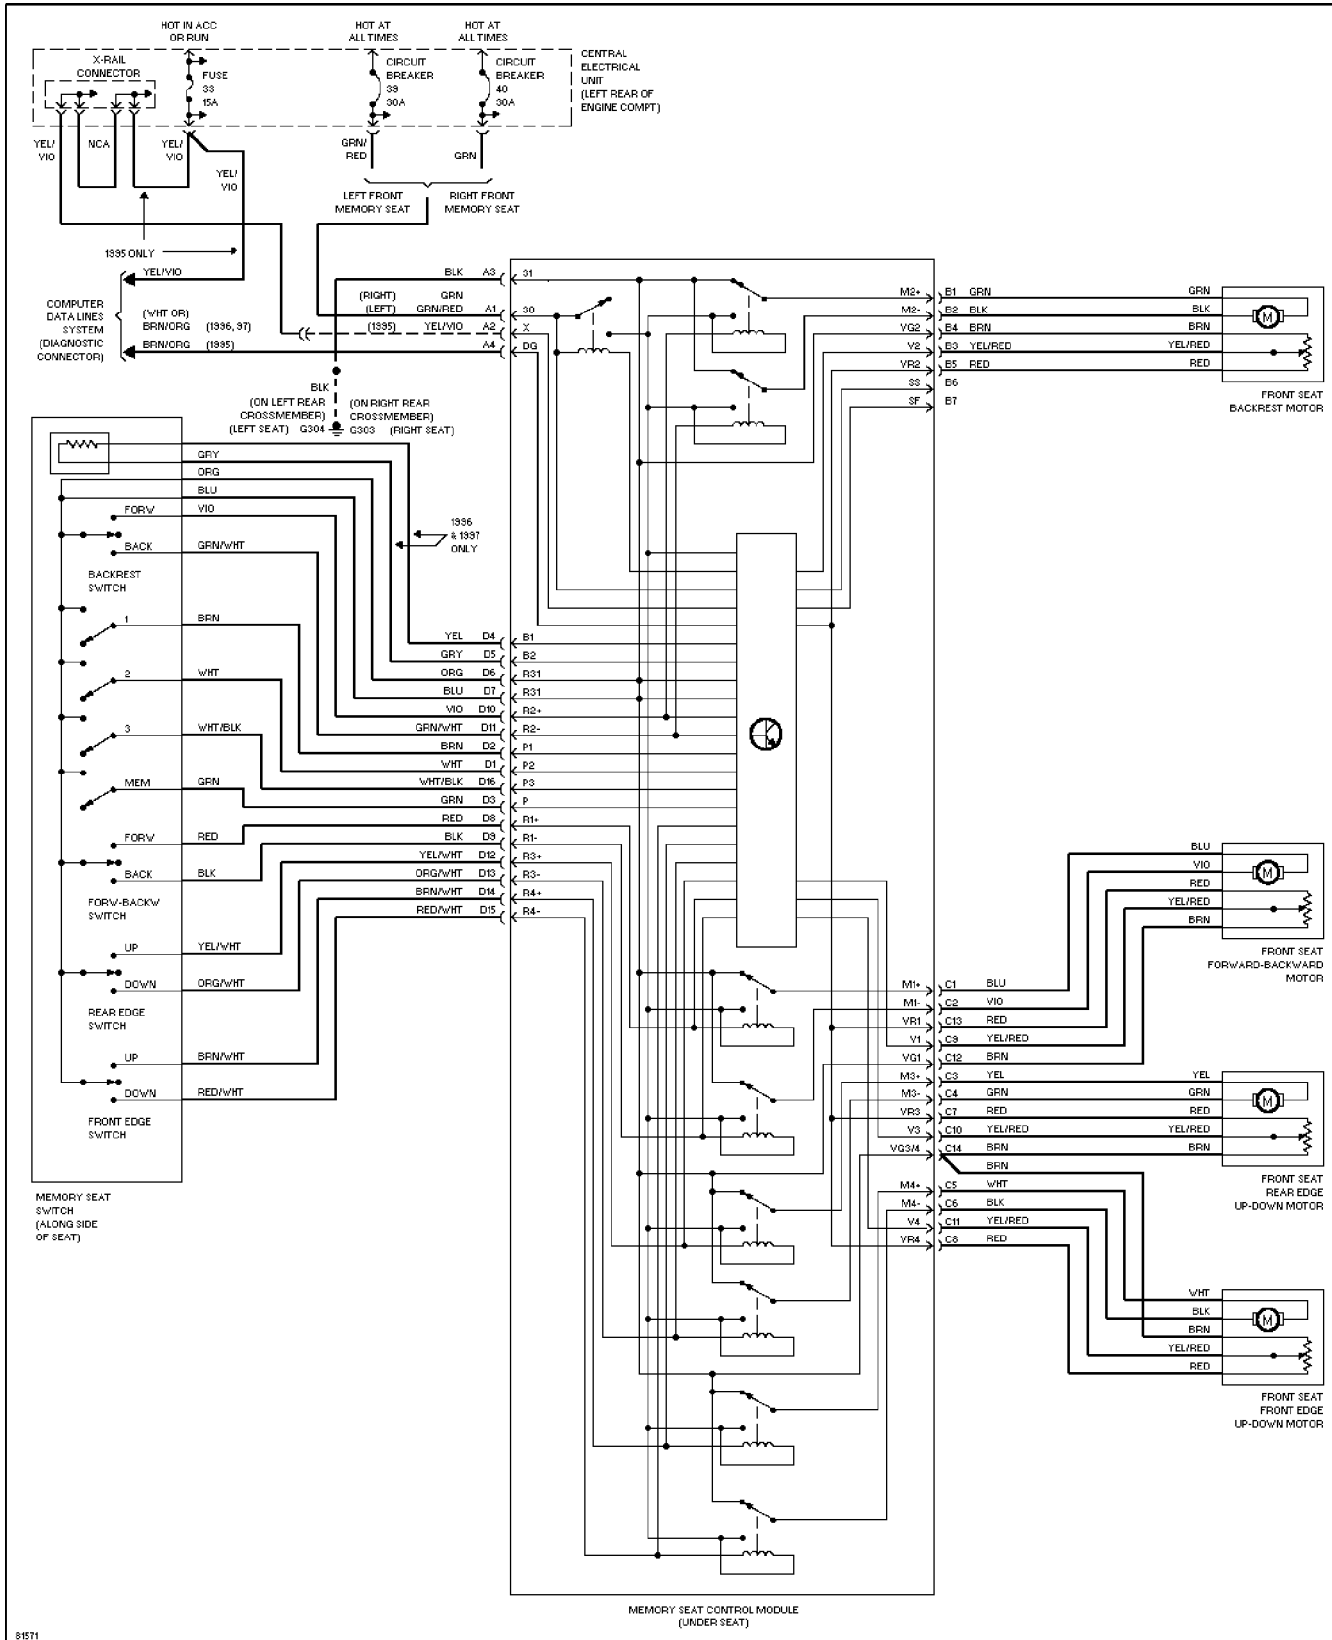 HOT IN ACC
OR RUN
HOT AT
ALL TIMES
HOT AT
ALL TIMES
X-RAIL
CONNECTOR
FUSE
33
15A
CIRCUIT
BREAKER
39
30A
CIRCUIT
BREAKER
40
30A
CENTRAL
ELECTRICAL
UNIT
(LEFT REAR OF
ENGINE COMPT)
YEL/
VIO
NCA
YEL/
VIO
YEL/
VIO
GRN/
RED
GRN
LEFT FRONT
MEMORY SEAT
RIGHT FRONT
MEMORY SEAT
1995 ONLY
YEL/VIO
COMPUTER
DATA LINES
SYSTEM
(DIAGNOSTIC
CONNECTOR)
(WHT OR)
BRN/ORG (1996, 97)
BRN/ORG (1995)
BLK A3 31
(RIGHT) GRN
(LEFT) GRN/RED A1 30
(1995) YEL/VIO A2 X
A4 DG
BLK
(ON LEFT REAR
CROSSMEMBER)
(LEFT SEAT) G304
(ON RIGHT REAR
CROSSMEMBER)
G303 (RIGHT SEAT)
M2+ B1 GRN GRN
M2- B2 BLK BLK
VG2 B4 BRN BRN
V2 B3 YEL/RED YEL/RED
VR2 B5 RED RED
SS B6
SF B7
M
FRONT SEAT
BACKREST MOTOR
GRY
ORG
BLU
FORW VIO
BACK GRN/WHT
BACKREST
SWITCH
1996
& 1997
ONLY
1 BRN
2 WHT
3 WHT/BLK
MEM GRN
FORW RED
BACK BLK
FORW-BACKW
SWITCH
UP YEL/WHT
DOWN ORG/WHT
REAR EDGE
SWITCH
UP BRN/WHT
DOWN RED/WHT
FRONT EDGE
SWITCH
MEMORY SEAT
SWITCH
(ALONG SIDE
OF SEAT)
YEL D4 B1
GRY D5 B2
ORG D6 R31
BLU D7 R31
VIO D10 R2+
GRN/WHT D11 R2-
BRN D2 P1
WHT D1 P2
WHT/BLK D16 P3
GRN D3 P
RED D8 R1+
BLK D9 R1-
YEL/WHT D12 R3+
ORG/WHT D13 R3-
BRN/WHT D14 R4+
RED/WHT D15 R4-
BLU
VIO
RED
YEL/RED
BRN
M
FRONT SEAT
FORWARD-BACKWARD
MOTOR
M1+ C1 BLU
M1- C2 VIO
VR1 C13 RED
V1 C9 YEL/RED
VG1 C12 BRN
M3+ C3 YEL YEL
M3- C4 GRN GRN
VR3 C7 RED RED
V3 C10 YEL/RED YEL/RED
VG3/4 C14 BRN BRN
BRN
M
FRONT SEAT
REAR EDGE
UP-DOWN MOTOR
M4+ C5 WHT
M4- C6 BLK
V4 C11 YEL/RED
VR4 C8 RED
WHT
BLK
BRN
YEL/RED
RED
M
FRONT SEAT
FRONT EDGE
UP-DOWN MOTOR
MEMORY SEAT CONTROL MODULE
(UNDER SEAT)
81571